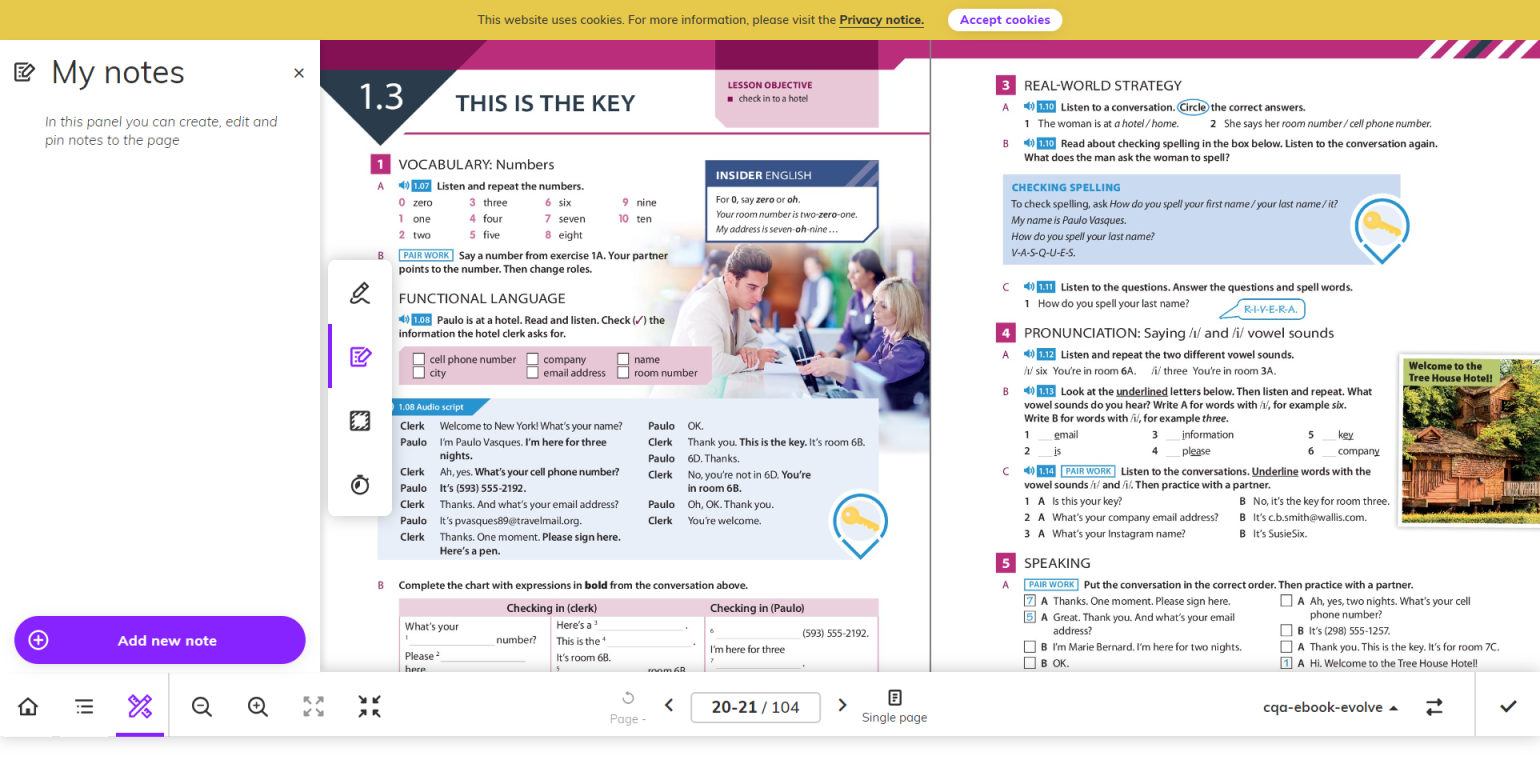 This website uses cookies. For more information, please visit the Privacy notice.
Accept cookies
My notes
In this panel you can create, edit and
pin notes to the page
Add new note
1.3
THIS IS THE KEY
LESSON OBJECTIVE
■ check in to a hotel
1 VOCABULARY: Numbers
A 1.07 Listen and repeat the numbers.
0 zero 3 three 6 six 9 nine
1 one 4 four 7 seven 10 ten
2 two 5 five 8 eight
B PAIR WORK Say a number from exercise 1A. Your partner
points to the number. Then change roles.
INSIDER ENGLISH
For 0, say zero or oh.
Your room number is two-zero-one.
My address is seven-oh-nine …
FUNCTIONAL LANGUAGE
1.08 Paulo is at a hotel. Read and listen. Check (✓) the
information the hotel clerk asks for.
cell phone number company name
city email address room number
1.08 Audio script
Clerk Welcome to New York! What's your name?
Paulo I'm Paulo Vasques. I'm here for three
nights.
Clerk Ah, yes. What's your cell phone number?
Paulo It's (593) 555-2192.
Clerk Thanks. And what's your email address?
Paulo It's pvasques89@travelmail.org.
Clerk Thanks. One moment. Please sign here.
Here's a pen.
Paulo OK.
Clerk Thank you. This is the key. It's room 6B.
Paulo 6D. Thanks.
Clerk No, you're not in 6D. You're
in room 6B.
Paulo Oh, OK. Thank you.
Clerk You're welcome.
B Complete the chart with expressions in bold from the conversation above.
Checking in (clerk) Checking in (Paulo)
What's your
1 ____ number?
Please 2 ____
here.
Here's a 3 ____ .
This is the 4 ____ .
It's room 6B.
5 ____ room 6B.
6 ____ (593) 555-2192.
I'm here for three
7 ____ .
3 REAL-WORLD STRATEGY
A 1.10 Listen to a conversation. Circle the correct answers.
1 The woman is at a hotel / home. 2 She says her room number / cell phone number.
B 1.10 Read about checking spelling in the box below. Listen to the conversation again.
What does the man ask the woman to spell?
CHECKING SPELLING
To check spelling, ask How do you spell your first name / your last name / it?
My name is Paulo Vasques.
How do you spell your last name?
V-A-S-Q-U-E-S.
C 1.11 Listen to the questions. Answer the questions and spell words.
1 How do you spell your last name?
R-I-V-E-R-A.
4 PRONUNCIATION: Saying /ɪ/ and /i/ vowel sounds
A 1.12 Listen and repeat the two different vowel sounds.
/ɪ/ six You're in room 6A. /i/ three You're in room 3A.
B 1.13 Look at the underlined letters below. Then listen and repeat. What
vowel sounds do you hear? Write A for words with /ɪ/, for example six.
Write B for words with /i/, for example three.
1 ___ email 3 ___ information 5 ___ key
2 ___ is 4 ___ please 6 ___ company
C 1.14 PAIR WORK Listen to the conversations. Underline words with the
vowel sounds /ɪ/ and /i/. Then practice with a partner.
1 A Is this your key? B No, it's the key for room three.
2 A What's your company email address? B It's c.b.smith@wallis.com.
3 A What's your Instagram name? B It's SusieSix.
Welcome to the
Tree House Hotel!
5 SPEAKING
A PAIR WORK Put the conversation in the correct order. Then practice with a partner.
7 A Thanks. One moment. Please sign here.
5 A Great. Thank you. And what's your email
address?
B I'm Marie Bernard. I'm here for two nights.
B OK.
A Ah, yes, two nights. What's your cell
phone number?
B It's (298) 555-1257.
A Thank you. This is the key. It's for room 7C.
1 A Hi. Welcome to the Tree House Hotel!
Page -
20-21 / 104
Single page
cqa-ebook-evolve